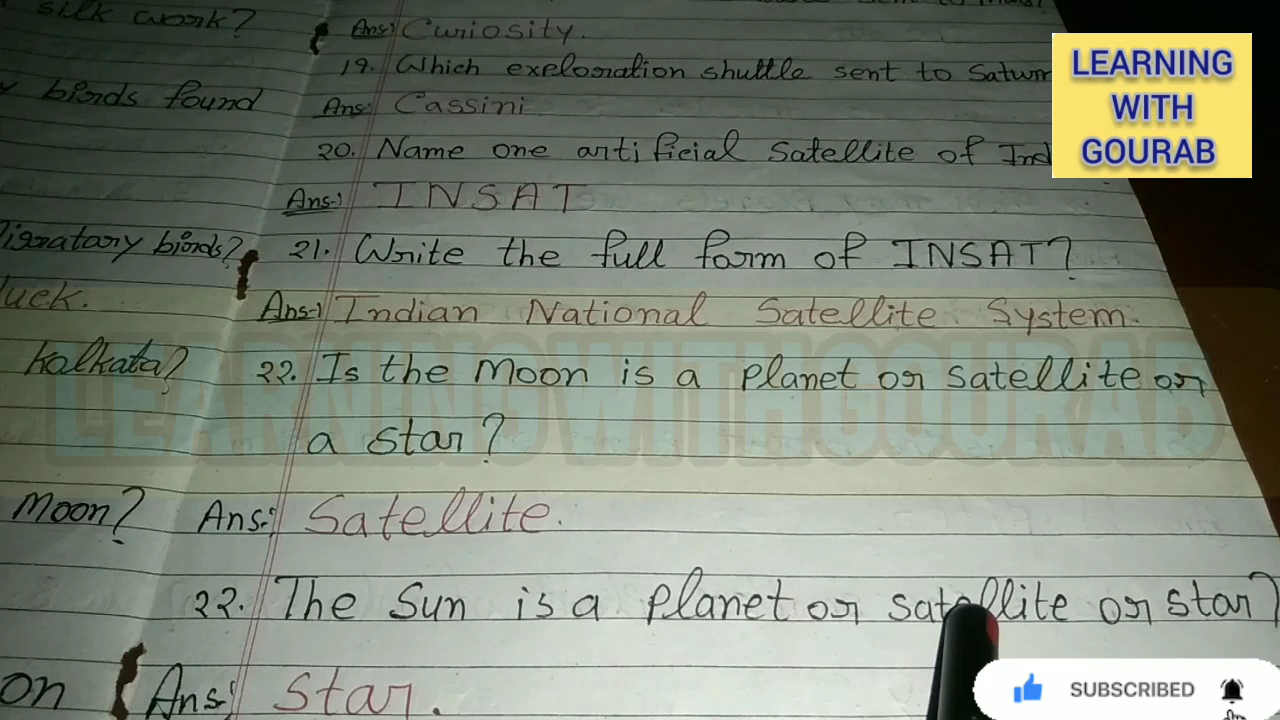 silk work?
Ans:) Curiosity.
19. Which exploration shuttle sent to Saturn
y birds found
Ans:) Cassini
20. Name one artificial Satellite of Ind
Ans:) INSAT
Migratory birds?
21. Write the full form of INSAT?
luck.
Ans:) Indian National Satellite System.
Kolkata?
22. Is the Moon is a planet or satellite or
a star?
Moon?
Ans:) Satellite.
22. The Sun is a planet or satellite or star?
on
Ans:) Star.
LEARNING
WITH
GOURAB
LEARNINGWITHGOURAB
SUBSCRIBED